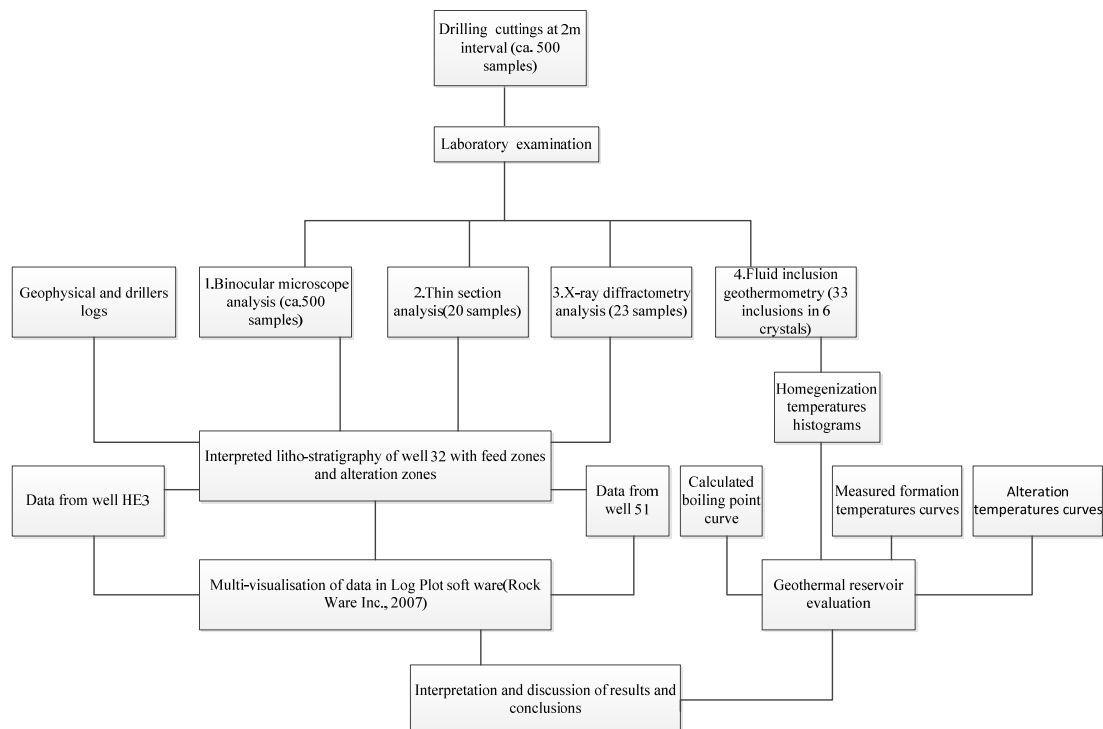 Drilling cuttings at 2m
interval (ca. 500
samples)
Laboratory examination
Geophysical and drillers
logs
1.Binocular microscope
analysis (ca.500
samples)
2.Thin section
analysis(20 samples)
3.X-ray diffractometry
analysis (23 samples)
4.Fluid inclusion
geothermometry (33
inclusions in 6
crystals)
Homegenization
temperatures
histograms
Interpreted litho-stratigraphy of well 32 with feed zones
and alteration zones
Data from well HE3
Data from
well 51
Calculated
boiling point
curve
Measured formation
temperatures curves
Alteration
temperatures curves
Multi-visualisation of data in Log Plot soft ware(Rock
Ware Inc., 2007)
Geothermal reservoir
evaluation
Interpretation and discussion of results and
conclusions